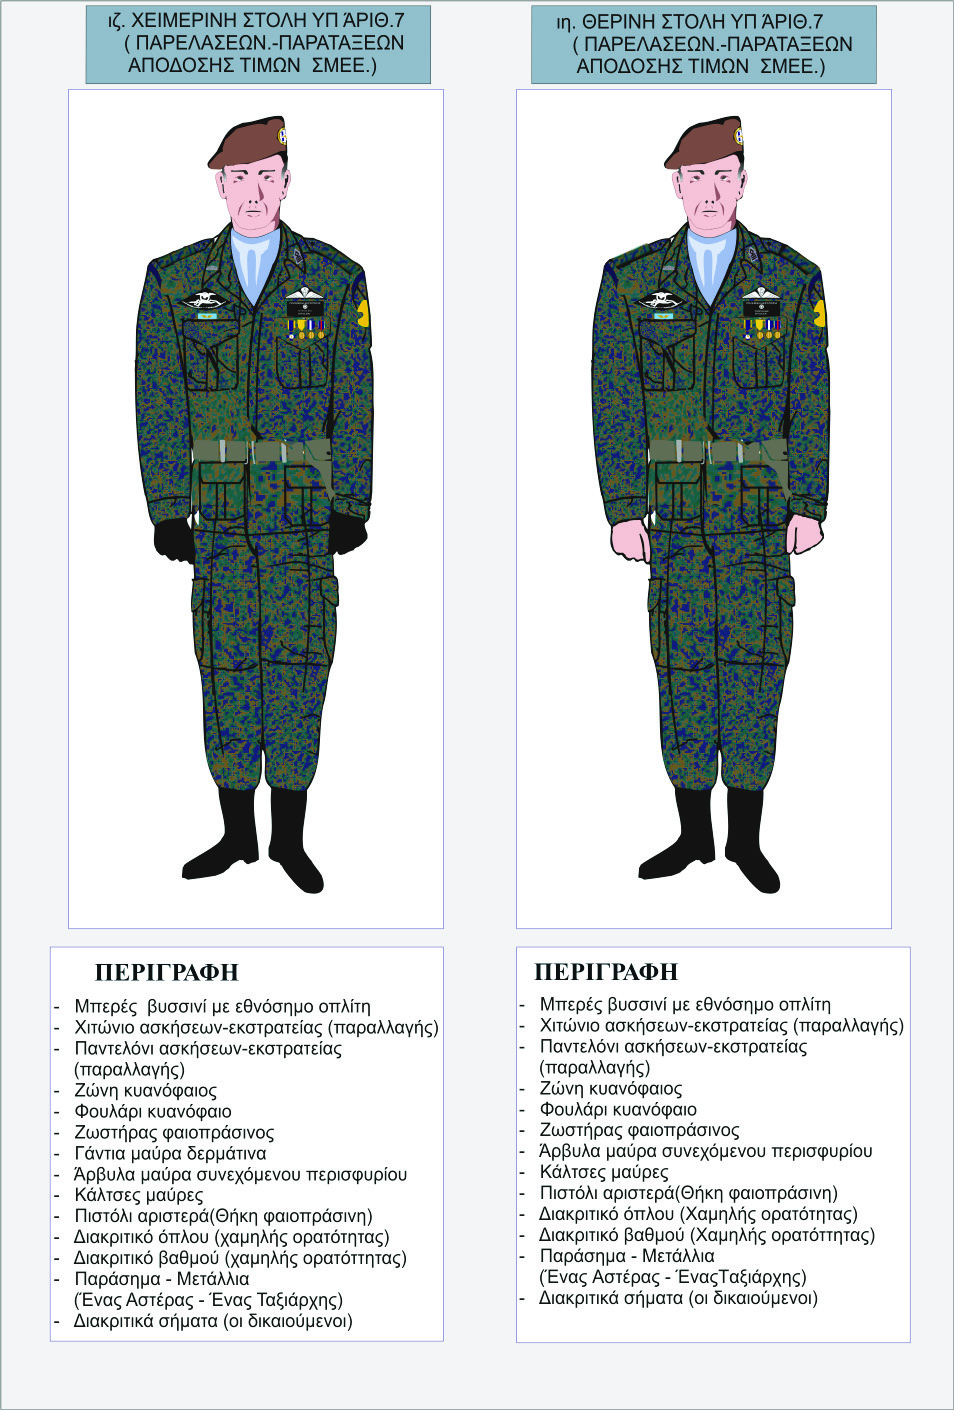 ιζ. ΧΕΙΜΕΡΙΝΗ ΣΤΟΛΗ ΥΠ ΆΡΙΘ.7
( ΠΑΡΕΛΑΣΕΩΝ.-ΠΑΡΑΤΑΞΕΩΝ
ΑΠΟΔΟΣΗΣ ΤΙΜΩΝ ΣΜΕΕ.)
ΠΕΡΙΓΡΑΦΗ
- Μπερές βυσσινί με εθνόσημο οπλίτη
- Χιτώνιο ασκήσεων-εκστρατείας (παραλλαγής)
- Παντελόνι ασκήσεων-εκστρατείας
(παραλλαγής)
- Ζώνη κυανόφαιος
- Φουλάρι κυανόφαιο
- Ζωστήρας φαιοπράσινος
- Γάντια μαύρα δερμάτινα
- Άρβυλα μαύρα συνεχόμενου περισφυρίου
- Κάλτσες μαύρες
- Πιστόλι αριστερά(Θήκη φαιοπράσινη)
- Διακριτικό όπλου (χαμηλής ορατότητας)
- Διακριτικό βαθμού (χαμηλής ορατόττητας)
- Παράσημα - Μετάλλια
(Ένας Αστέρας - Ένας Ταξιάρχης)
- Διακριτικά σήματα (οι δικαιούμενοι)
ιη. ΘΕΡΙΝΗ ΣΤΟΛΗ ΥΠ ΆΡΙΘ.7
( ΠΑΡΕΛΑΣΕΩΝ.-ΠΑΡΑΤΑΞΕΩΝ
ΑΠΟΔΟΣΗΣ ΤΙΜΩΝ ΣΜΕΕ.)
ΠΕΡΙΓΡΑΦΗ
- Μπερές βυσσινί με εθνόσημο οπλίτη
- Χιτώνιο ασκήσεων-εκστρατείας (παραλλαγής)
- Παντελόνι ασκήσεων-εκστρατείας
(παραλλαγής)
- Ζώνη κυανόφαιος
- Φουλάρι κυανόφαιο
- Ζωστήρας φαιοπράσινος
- Άρβυλα μαύρα συνεχόμενου περισφυρίου
- Κάλτσες μαύρες
- Πιστόλι αριστερά(Θήκη φαιοπράσινη)
- Διακριτικό όπλου (Χαμηλής ορατότητας)
- Διακριτικό βαθμού (Χαμηλής ορατόττητας)
- Παράσημα - Μετάλλια
(Ένας Αστέρας - ΈναςΤαξιάρχης)
- Διακριτικά σήματα (οι δικαιούμενοι)